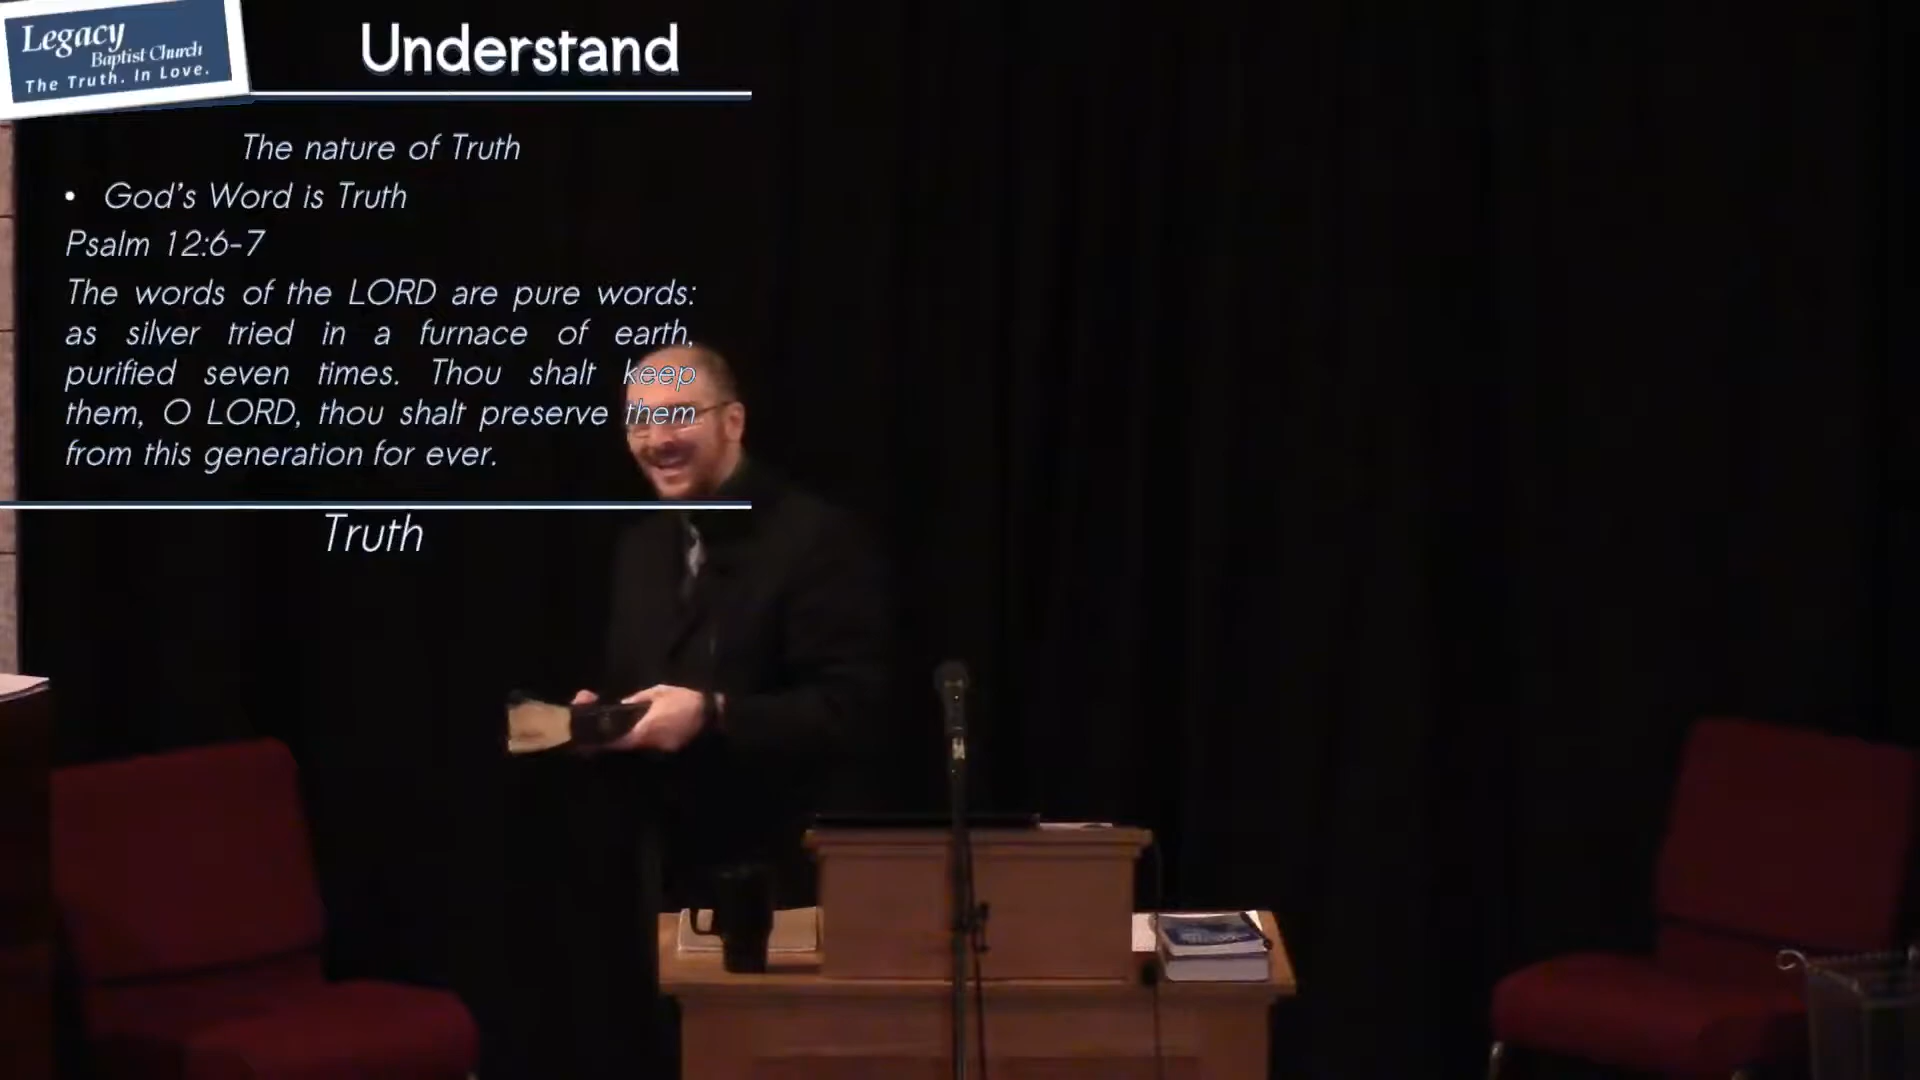 Legacy
Baptist Church
The Truth. In Love.
Understand
The nature of Truth
• God's Word is Truth
Psalm 12:6-7
The words of the LORD are pure words:
as silver tried in a furnace of earth,
purified seven times. Thou shalt keep
them, O LORD, thou shalt preserve them
from this generation for ever.
Truth